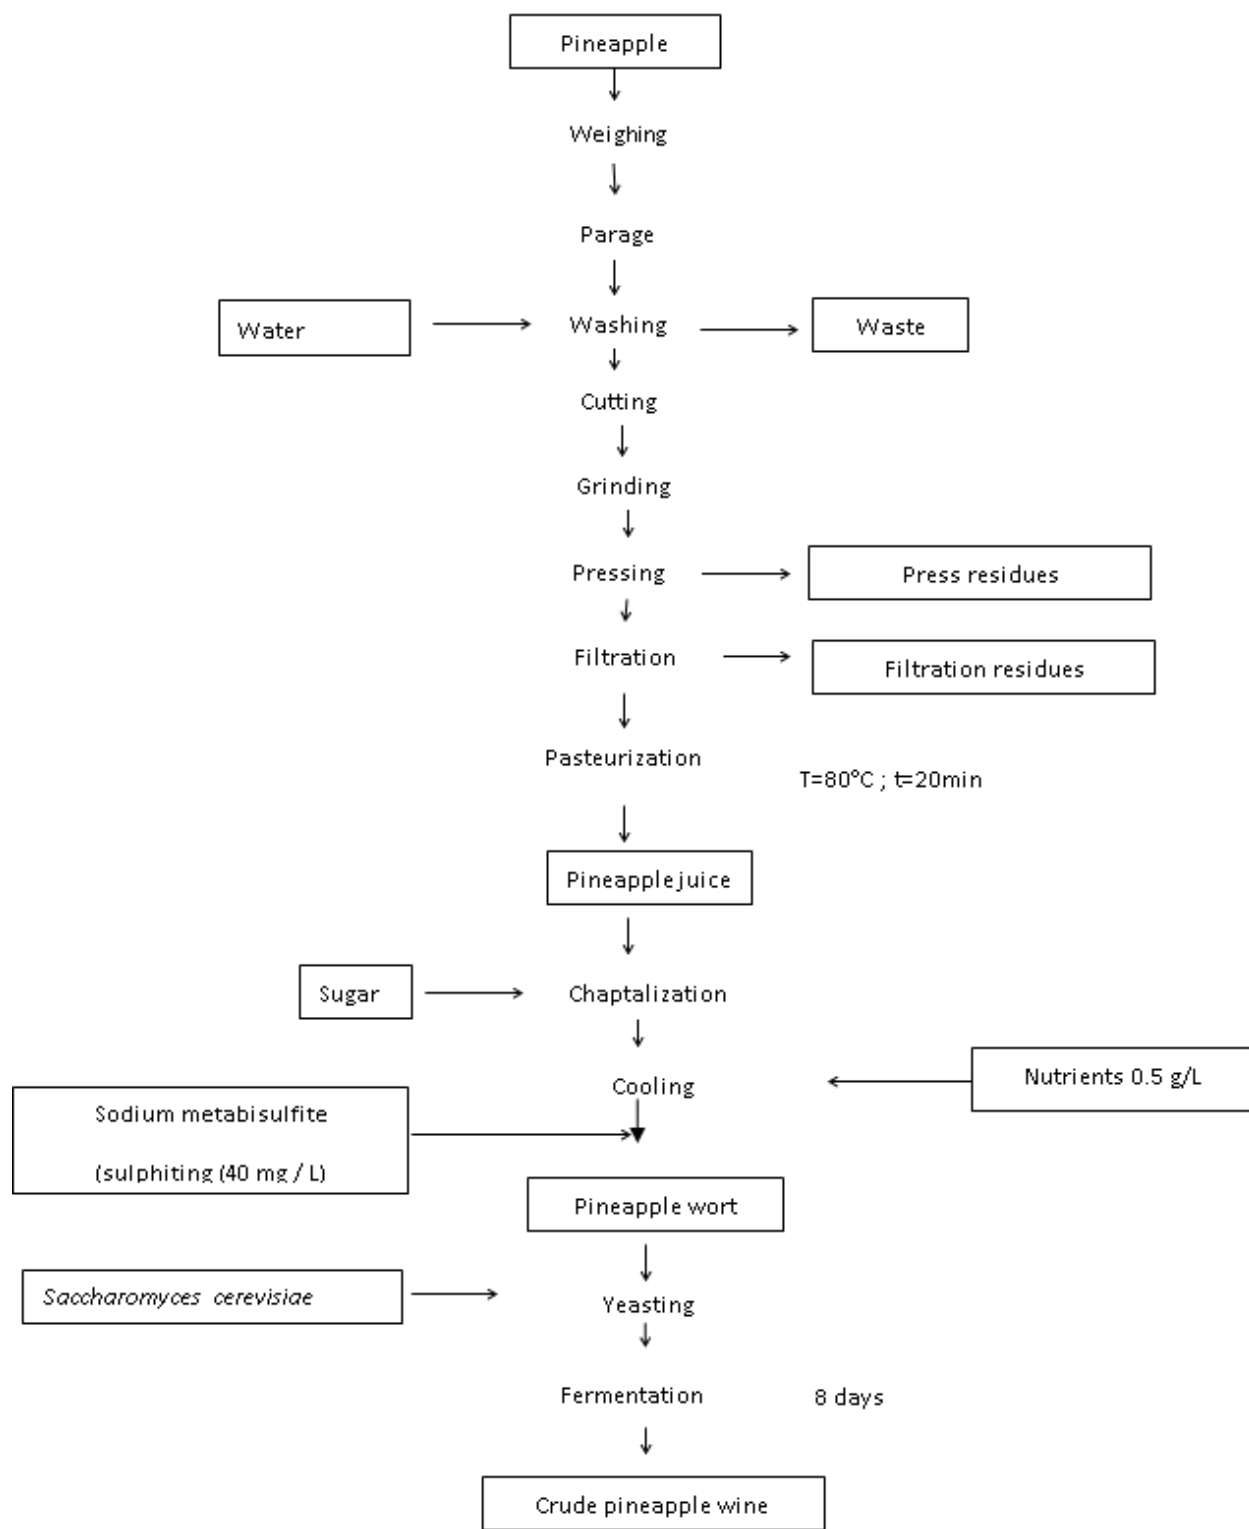 Pineapple
Weighing
Parage
Water
Washing
Waste
Cutting
Grinding
Pressing
Press residues
Filtration
Filtration residues
Pasteurization
T=80°C ; t=20min
Pineapple juice
Sugar
Chaptalization
Cooling
Nutrients 0.5 g/L
Sodium metabisulfite
(sulphiting (40 mg / L)
Pineapple wort
Saccharomyces cerevisiae
Yeasting
Fermentation
8 days
Crude pineapple wine